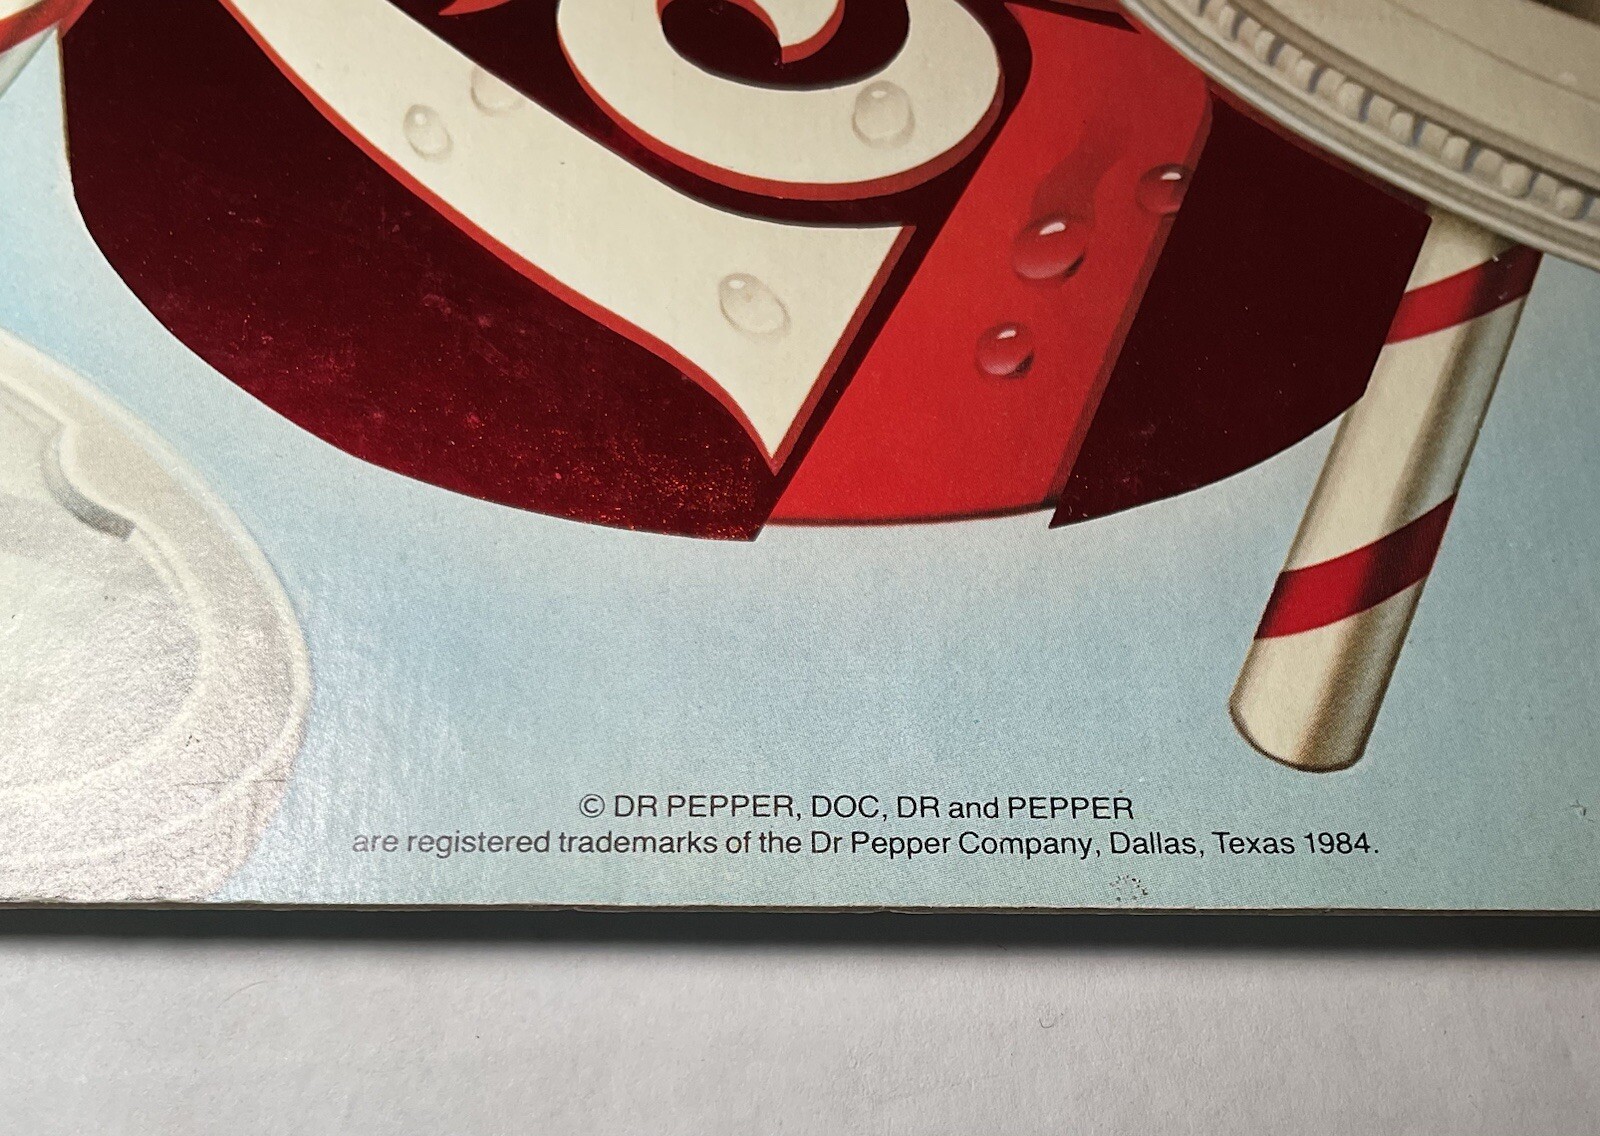 © DR PEPPER, DOC, DR and PEPPER
are registered trademarks of the Dr Pepper Company, Dallas, Texas 1984.